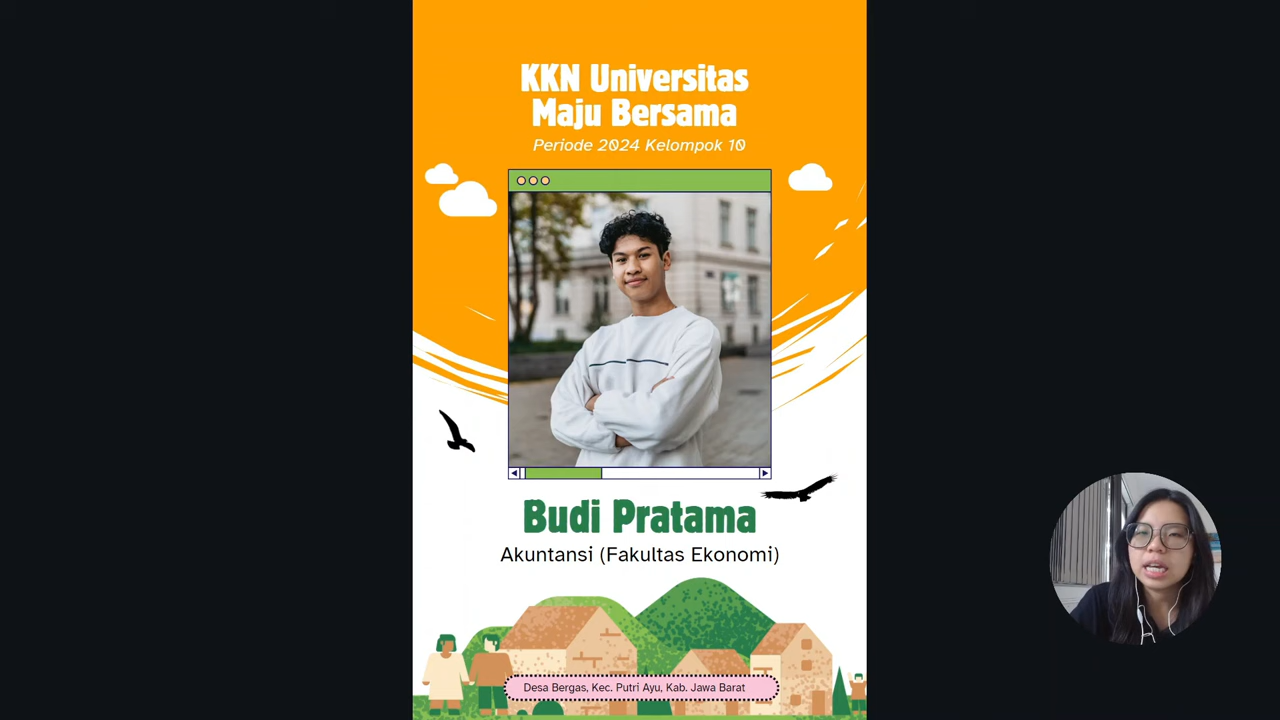 KKN Universitas
Maju Bersama
Periode 2024 Kelompok 10
Budi Pratama
Akuntansi (Fakultas Ekonomi)
Desa Bergas, Kec. Putri Ayu, Kab. Jawa Barat